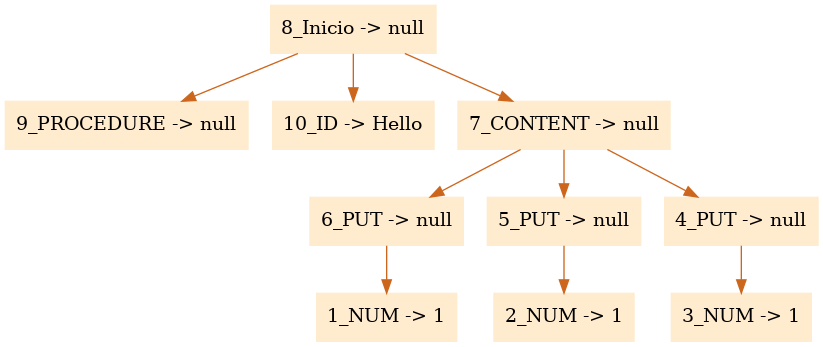 8_Inicio -> null
9_PROCEDURE -> null
10_ID -> Hello
7_CONTENT -> null
6_PUT -> null
5_PUT -> null
4_PUT -> null
1_NUM -> 1
2_NUM -> 1
3_NUM -> 1